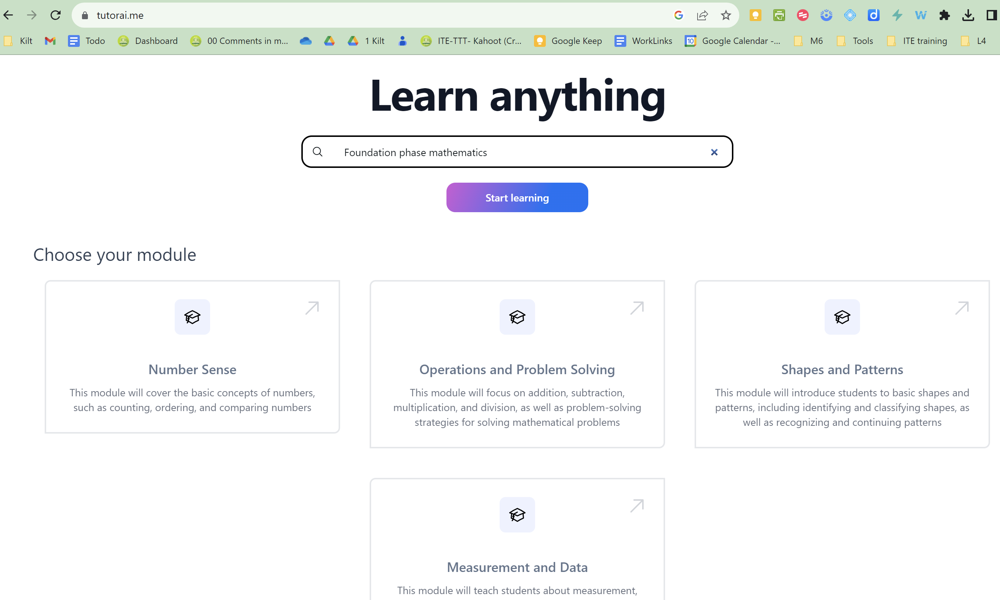 tutorai.me
Kilt Todo Dashboard 00 Comments in m... 1 Kilt ITE-TTT- Kahoot (Cr... Google Keep WorkLinks 10 Google Calendar -... M6 Tools ITE training L4
Learn anything
Foundation phase mathematics
Start learning
Choose your module
Number Sense
This module will cover the basic concepts of numbers,
such as counting, ordering, and comparing numbers
Operations and Problem Solving
This module will focus on addition, subtraction,
multiplication, and division, as well as problem-solving
strategies for solving mathematical problems
Shapes and Patterns
This module will introduce students to basic shapes and
patterns, including identifying and classifying shapes, as
well as recognizing and continuing patterns
Measurement and Data
This module will teach students about measurement,